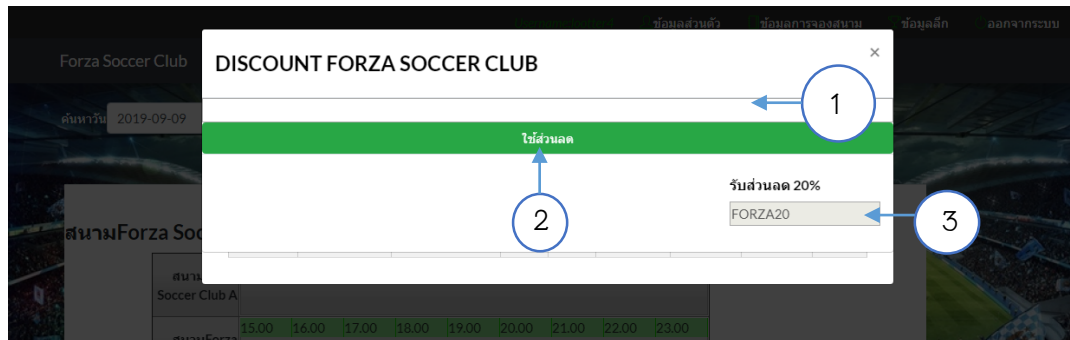 ข้อมูลส่วนตัว ข้อมูลการจองสนาม ข้อมูลลีก ออกจากระบบ
Forza Soccer Club
DISCOUNT FORZA SOCCER CLUB
×
1
ค้นหาวัน 2019-09-09
ใช้ส่วนลด
2
รับส่วนลด 20%
FORZA20
3
สนามForza Soc
สนาม
Soccer Club A
15.00 16.00 17.00 18.00 19.00 20.00 21.00 22.00 23.00
สนามForza